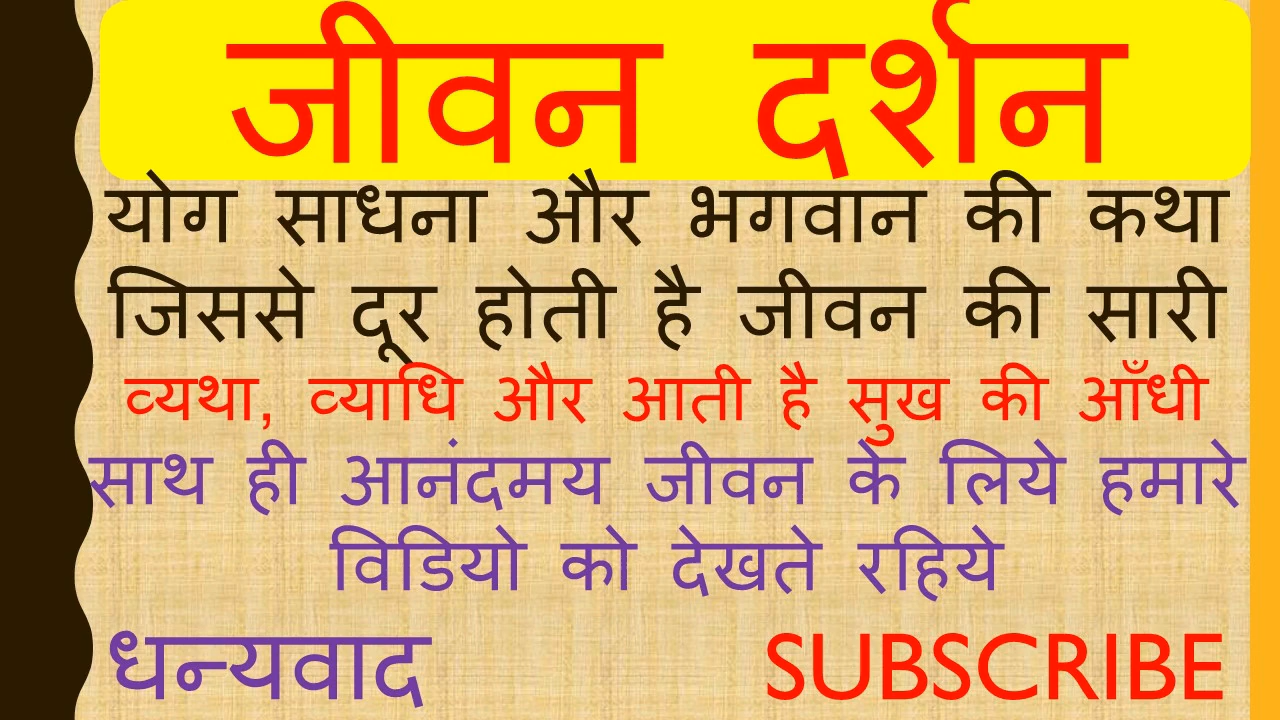 जीवन दर्शन
योग साधना और भगवान की कथा
जिससे दूर होती है जीवन की सारी
व्यथा, व्याधि और आती है सुख की आँधी
साथ ही आनंदमय जीवन के लिये हमारे
विडियो को देखते रहिये
धन्यवाद SUBSCRIBE